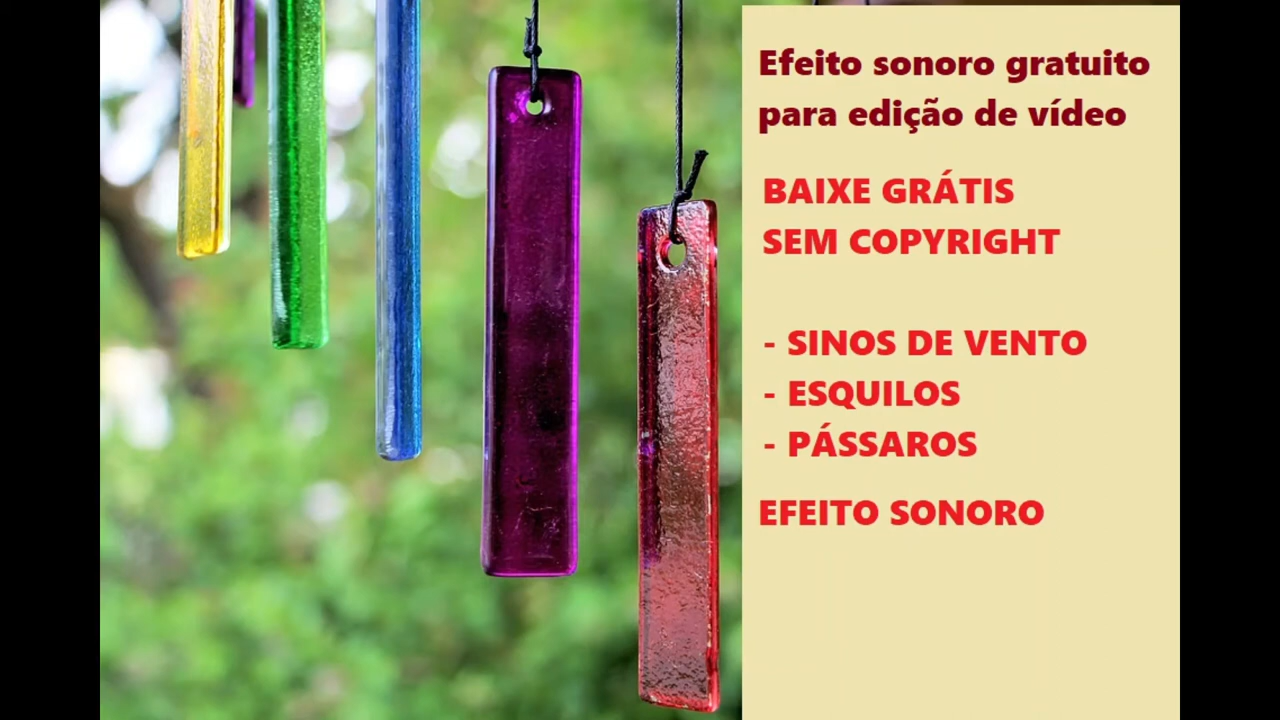 Efeito sonoro gratuito
para edição de vídeo
BAIXE GRÁTIS
SEM COPYRIGHT
- SINOS DE VENTO
- ESQUILOS
- PÁSSAROS
EFEITO SONORO